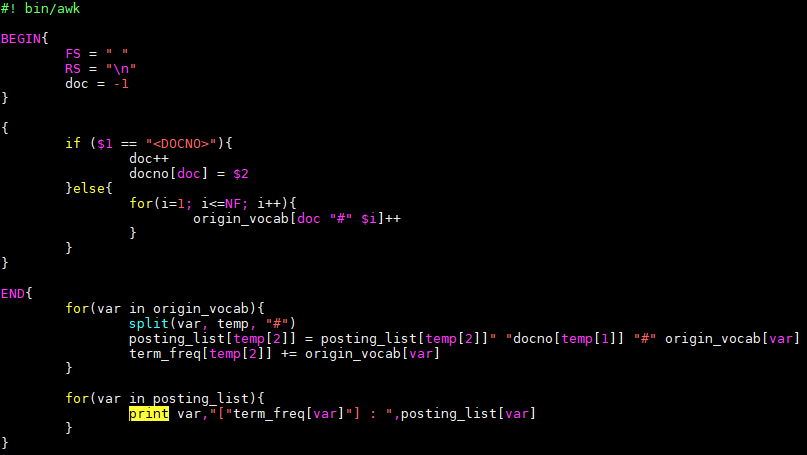 #! bin/awk
BEGIN{
FS = " "
RS = "\n"
doc = -1
}
{
if ($1 == "<DOCNO>"){
doc++
docno[doc] = $2
}else{
for(i=1; i<=NF; i++){
origin_vocab[doc "#" $i]++
}
}
}
END{
for(var in origin_vocab){
split(var, temp, "#")
posting_list[temp[2]] = posting_list[temp[2]]" "docno[temp[1]] "#" origin_vocab[var]
term_freq[temp[2]] += origin_vocab[var]
}
for(var in posting_list){
print var,"["term_freq[var]"] : ",posting_list[var]
}
}